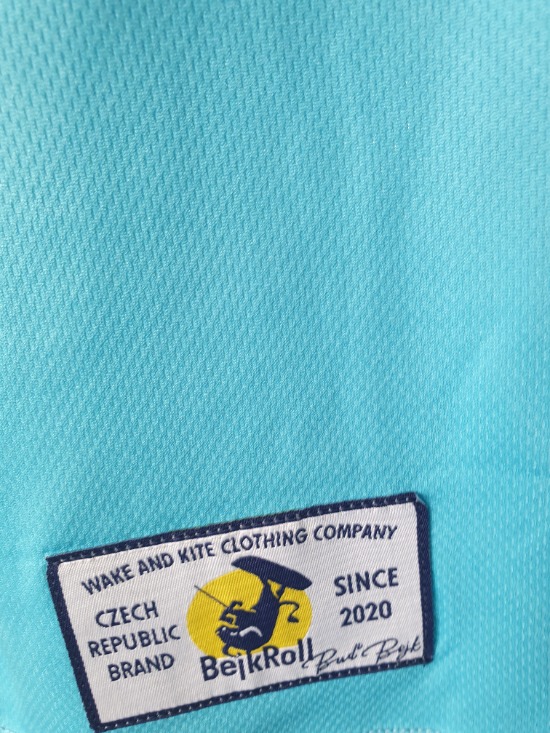 WAKE AND KITE CLOTHING COMPANY
CZECH
REPUBLIC
BRAND
SINCE
2020
BejkRoll
Buď Bejk